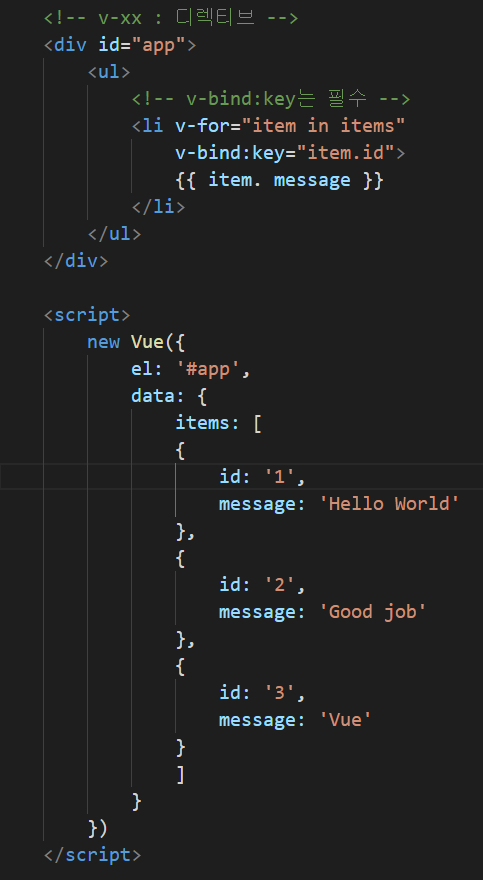 <!-- v-xx : 디렉티브 -->
<div id="app">
<ul>
<!-- v-bind:key는 필수 -->
<li v-for="item in items"
v-bind:key="item.id">
{{ item. message }}
</li>
</ul>
</div>
<script>
new Vue({
el: '#app',
data: {
items: [
{
id: '1',
message: 'Hello World'
},
{
id: '2',
message: 'Good job'
},
{
id: '3',
message: 'Vue'
}
]
}
})
</script>